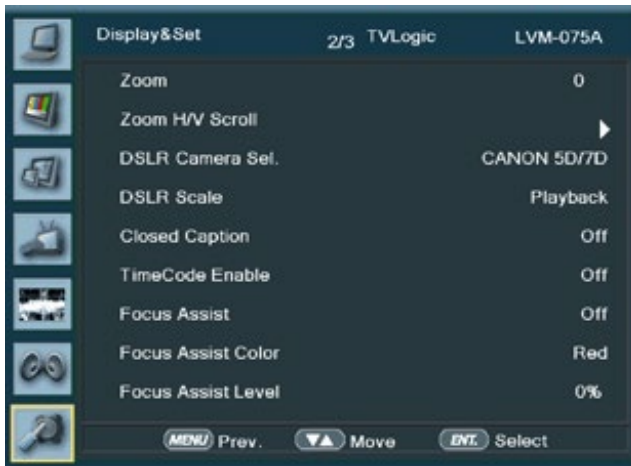 Display&Set 2/3 TVLogic LVM-075A
Zoom 0
Zoom H/V Scroll
DSLR Camera Sel. CANON 5D/7D
DSLR Scale Playback
Closed Caption Off
TimeCode Enable Off
Focus Assist Off
Focus Assist Color Red
Focus Assist Level 0%
MENU Prev. ▼▲ Move ENT. Select